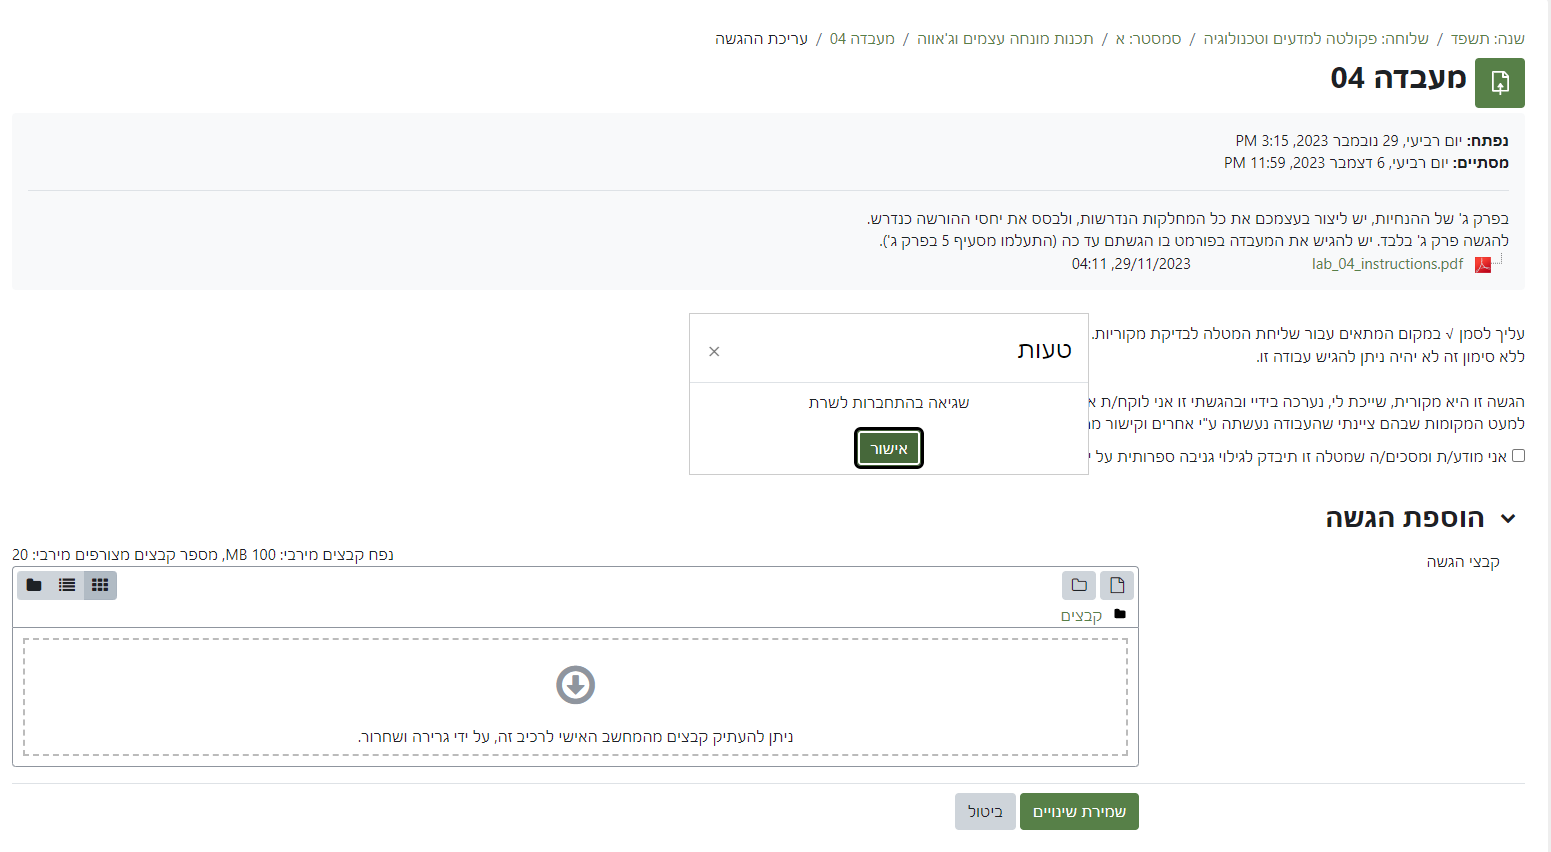 שנה: תשפד / שלוחה: פקולטה למדעים וטכנולוגיה / סמסטר: א / תכנות מונחה עצמים וג'אווה / מעבדה 04 / עריכת ההגשה
מעבדה 04
נפתח: יום רביעי, 29 נובמבר 2023, 3:15 PM
מסתיים: יום רביעי, 6 דצמבר 2023, 11:59 PM
בפרק ג' של ההנחיות, יש ליצור בעצמכם את כל המחלקות הנדרשות, ולבסס את יחסי ההורשה כנדרש.
להגשה פרק ג' בלבד. יש להגיש את המעבדה בפורמט בו הגשתם עד כה (התעלמו מסעיף 5 בפרק ג').
lab_04_instructions.pdf 29/11/2023, 04:11
עליך לסמן √ במקום המתאים עבור שליחת המטלה לבדיקת מקוריות.
ללא סימון זה לא יהיה ניתן להגיש עבודה זו.
הגשה זו היא מקורית, שייכת לי, נערכה בידיי ובהגשתי זו אני לוקח/ת
למעט המקומות שבהם ציינתי שהעבודה נעשתה ע"י אחרים וקישור
אני מודע/ת ומסכים/ה שמטלה זו תיבדק לגילוי גניבה ספרותית על
טעות ×
שגיאה בהתחברות לשרת
אישור
הוספת הגשה
קבצי הגשה
נפח קבצים מירבי: 100 MB, מספר קבצים מצורפים מירבי: 20
קבצים
ניתן להעתיק קבצים מהמחשב האישי לרכיב זה, על ידי גרירה ושחרור.
שמירת שינויים ביטול